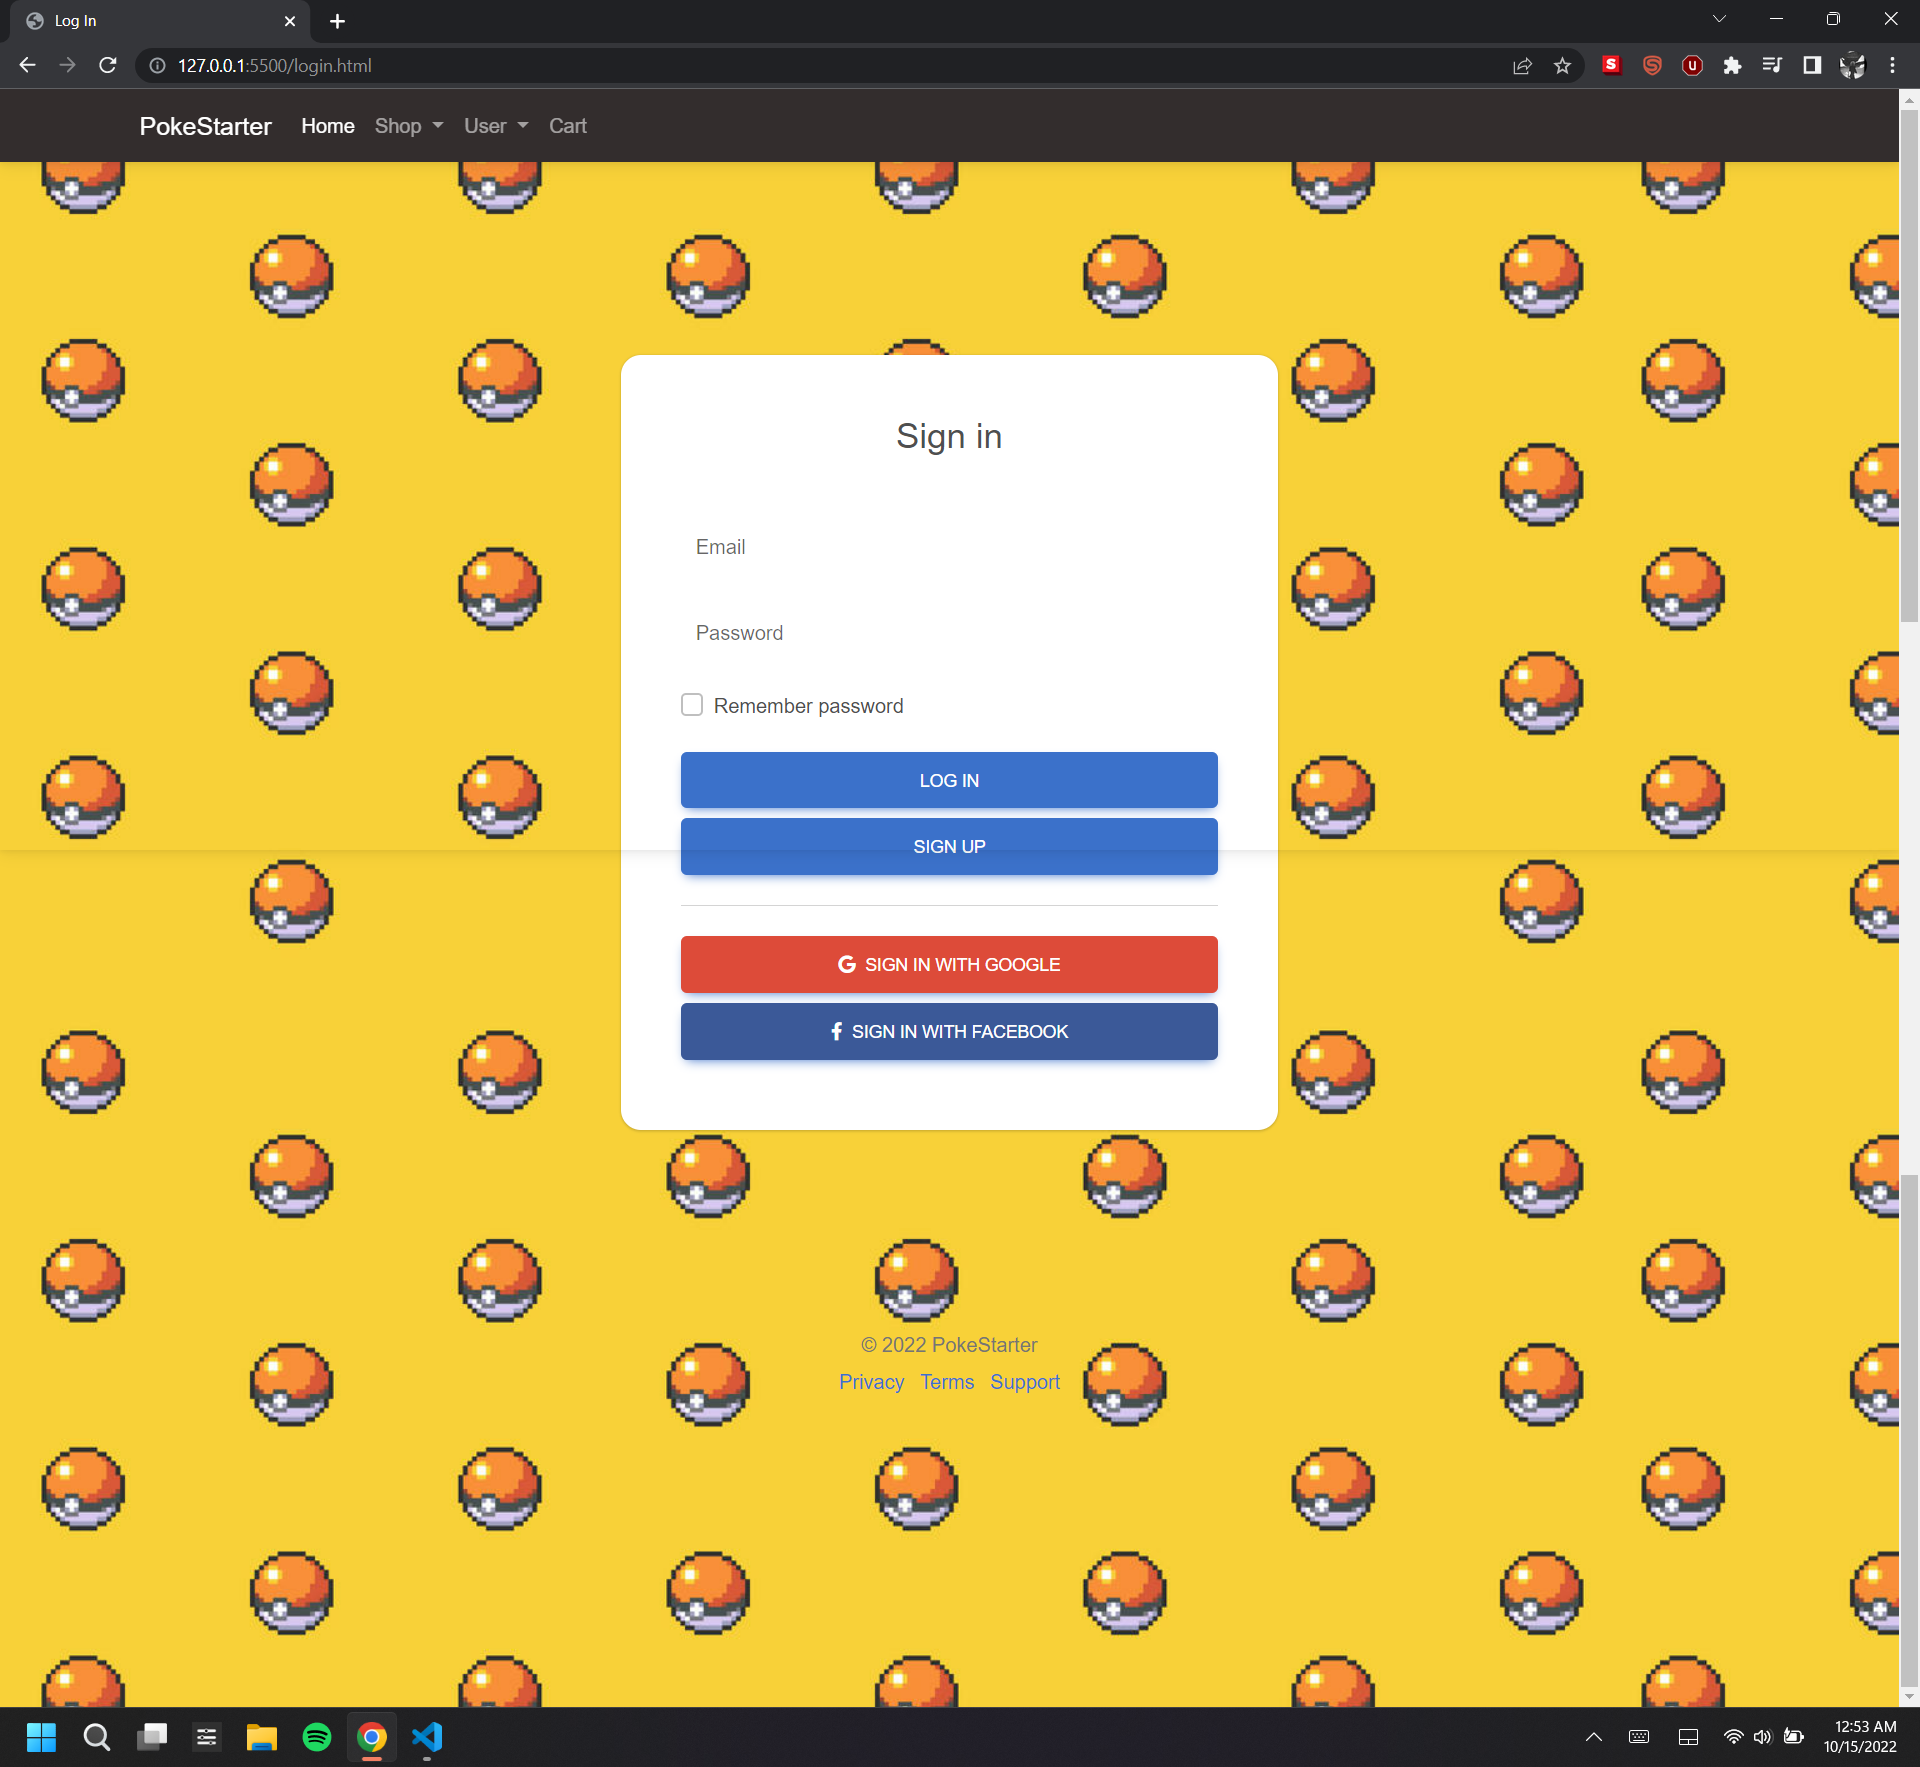 Log In
127.0.0.1:5500/login.html
PokeStarter Home Shop User Cart
Sign in
Email
Password
Remember password
LOG IN
SIGN UP
SIGN IN WITH GOOGLE
SIGN IN WITH FACEBOOK
© 2022 PokeStarter
Privacy Terms Support
12:53 AM
10/15/2022